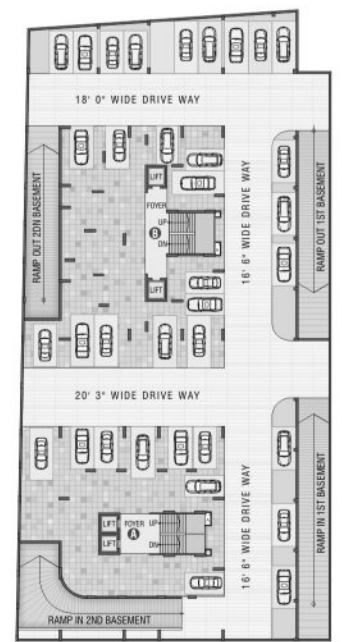 18' 0" WIDE DRIVE WAY
RAMP OUT 2DN BASEMENT
LIFT
FOYER
UP
B
DN
LIFT
16' 6" WIDE DRIVE WAY
RAMP OUT 1ST BASEMENT
20' 3" WIDE DRIVE WAY
LIFT
FOYER
UP
A
LIFT
DN
16' 6" WIDE DRIVE WAY
RAMP IN 1ST BASEMENT
RAMP IN 2ND BASEMENT